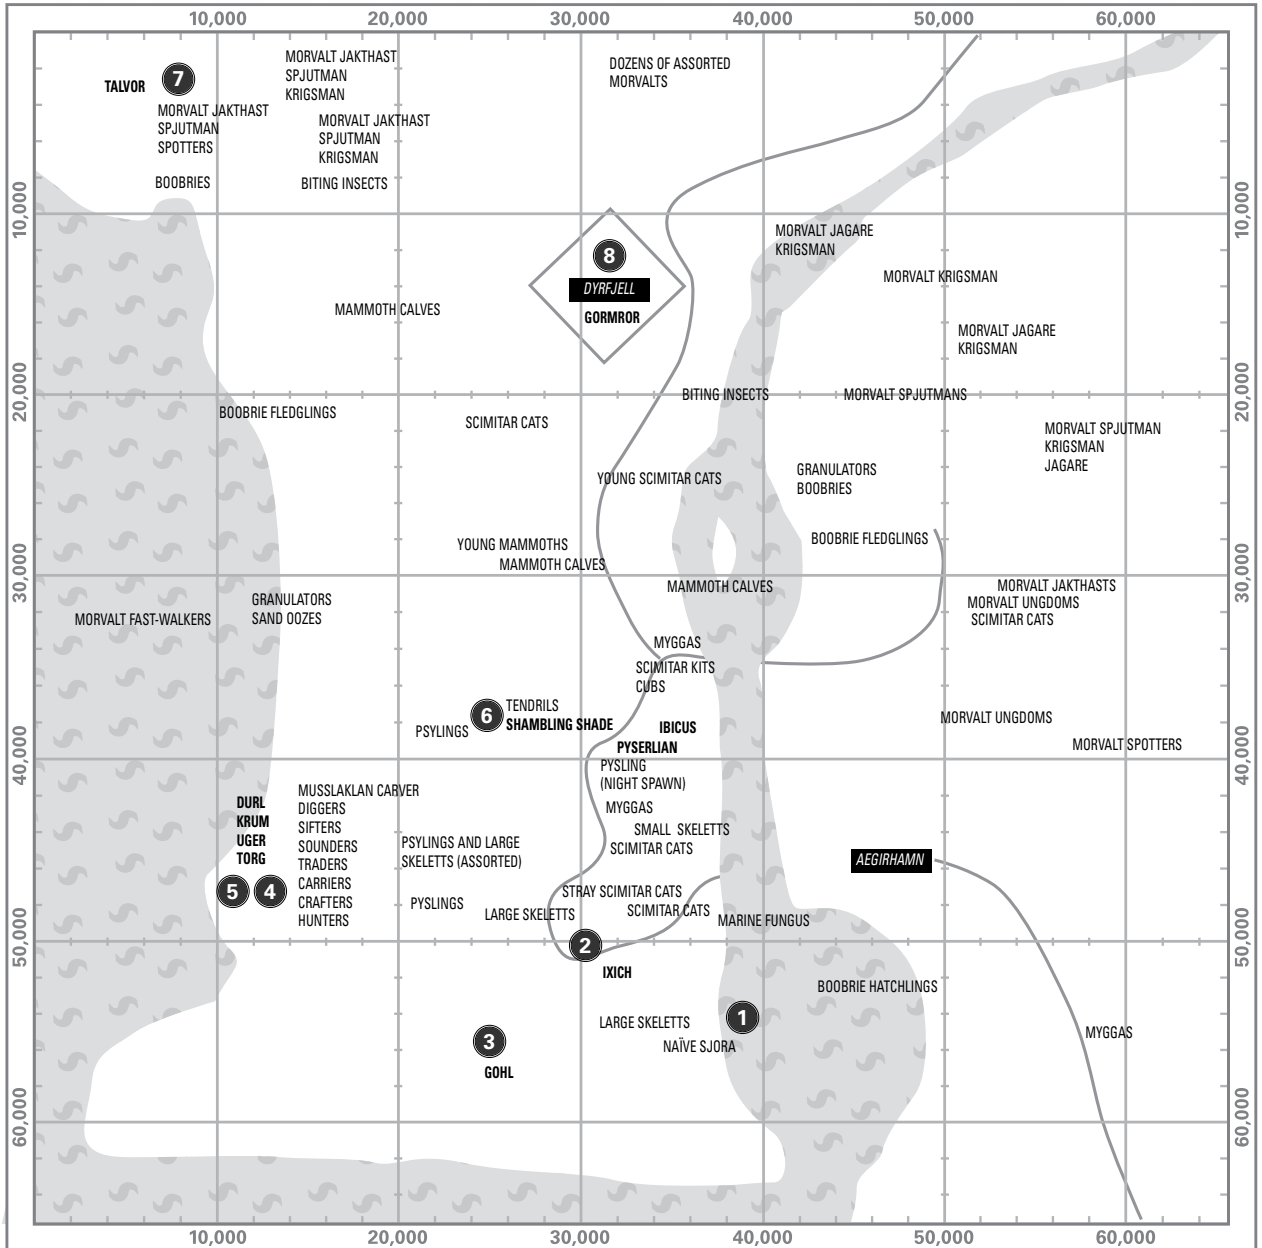 10,000 20,000 30,000 40,000 50,000 60,000
MORVALT JAKTHAST
SPJUTMAN
KRIGSMAN
DOZENS OF ASSORTED
MORVALTS
TALVOR
7
MORVALT JAKTHAST
SPJUTMAN
SPOTTERS
MORVALT JAKTHAST
SPJUTMAN
KRIGSMAN
BOOBRIES
BITING INSECTS
10,000
10,000
MORVALT JAGARE
KRIGSMAN
8
DYRFJELL
GORMROR
MORVALT KRIGSMAN
MAMMOTH CALVES
MORVALT JAGARE
KRIGSMAN
20,000
20,000
BITING INSECTS
MORVALT SPJUTMANS
BOOBRIE FLEDGLINGS
SCIMITAR CATS
MORVALT SPJUTMAN
KRIGSMAN
JAGARE
YOUNG SCIMITAR CATS
GRANULATORS
BOOBRIES
YOUNG MAMMOTHS
MAMMOTH CALVES
BOOBRIE FLEDGLINGS
30,000
30,000
MAMMOTH CALVES
MORVALT JAKTHASTS
MORVALT UNGDOMS
SCIMITAR CATS
MORVALT FAST-WALKERS
GRANULATORS
SAND OOZES
MYGGAS
SCIMITAR KITS
CUBS
6
TENDRILS
SHAMBLING SHADE
PSYLINGS
IBICUS
PYSERLIAN
MORVALT UNGDOMS
MORVALT SPOTTERS
40,000
40,000
PYSLING
(NIGHT SPAWN)
DURL
KRUM
UGER
TORG
MUSSLAKLAN CARVER
DIGGERS
SIFTERS
SOUNDERS
TRADERS
CARRIERS
CRAFTERS
HUNTERS
MYGGAS
SMALL SKELETTS
SCIMITAR CATS
PSYLINGS AND LARGE
SKELETTS (ASSORTED)
AEGIRHAMN
5
4
PSYLINGS
STRAY SCIMITAR CATS
SCIMITAR CATS
LARGE SKELETTS
MARINE FUNGUS
50,000
50,000
2
IXICH
BOOBRIE HATCHLINGS
1
LARGE SKELETTS
NAÏVE SJORA
MYGGAS
3
GOHL
60,000
60,000
10,000 20,000 30,000 40,000 50,000 60,000